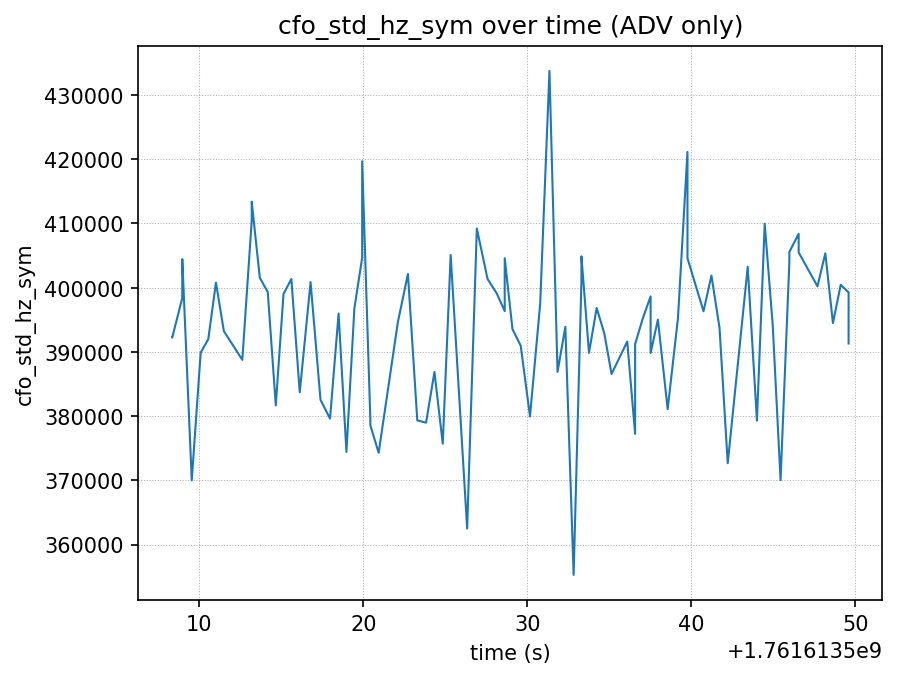 cfo_std_hz_sym over time (ADV only)
430000
420000
410000
400000
390000
380000
370000
360000
cfo_std_hz_sym
10 20 30 40 50
time (s)
+1.7616135e9